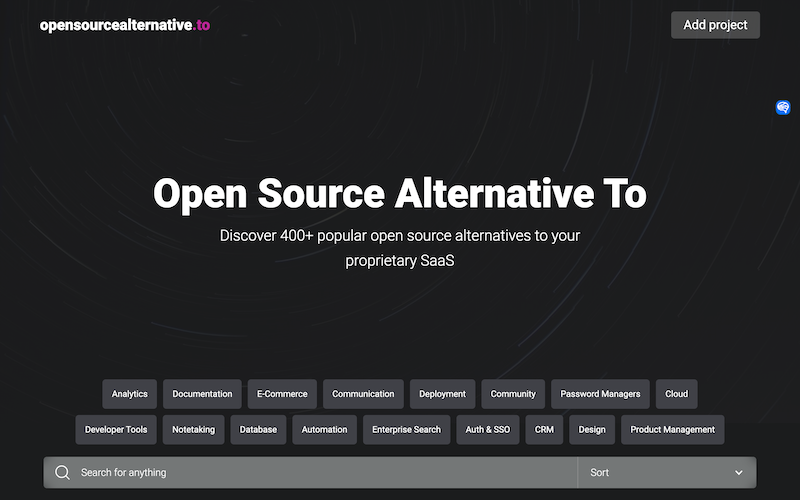 opensourcealternative.to
Add project
Open Source Alternative To
Discover 400+ popular open source alternatives to your
proprietary SaaS
Analytics Documentation E-Commerce Communication Deployment Community Password Managers Cloud
Developer Tools Notetaking Database Automation Enterprise Search Auth & SSO CRM Design Product Management
Search for anything
Sort